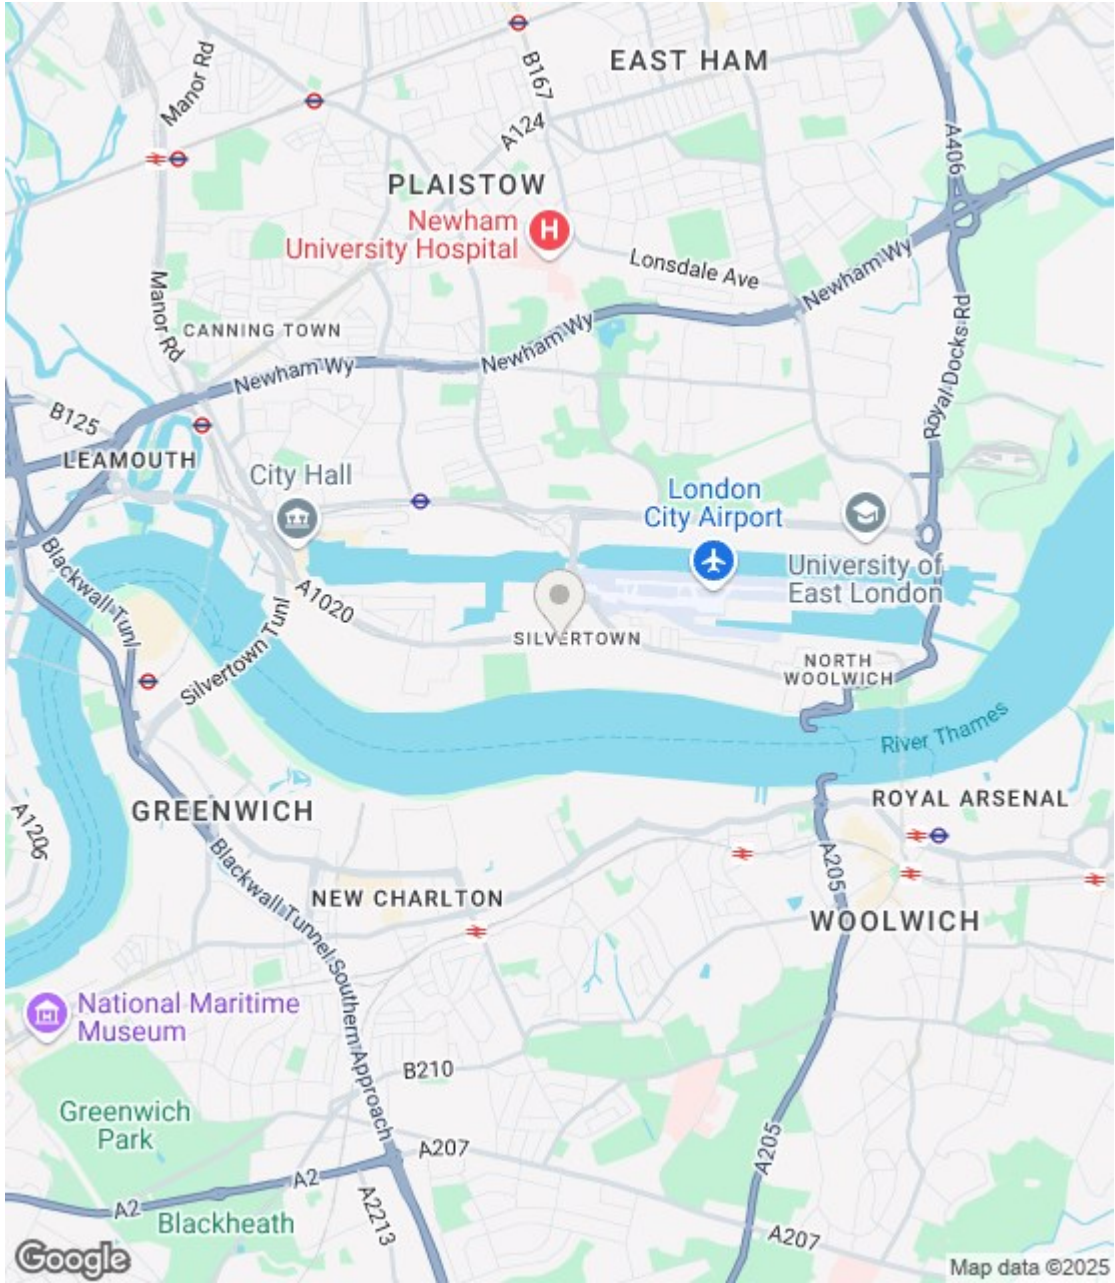 EAST HAM
Manor Rd
B167
A124
A406
PLAISTOW
Newham
University Hospital
H
Lonsdale Ave
Newham Wy
Manor Rd
CANNING TOWN
Newham Wy
Newham Wy
Royal Docks Rd
B125
LEAMOUTH
City Hall
London
City Airport
University of
East London
Blackwall Tunl
A1020
Silvertown Tunl
SILVERTOWN
NORTH
WOOLWICH
River Thames
GREENWICH
ROYAL ARSENAL
A1206
A205
NEW CHARLTON
WOOLWICH
Blackwall Tunnel Southern Approach
National Maritime
Museum
B210
Greenwich
Park
A207
A205
A2
A2
A2213
Blackheath
A207
Google
Map data ©2025